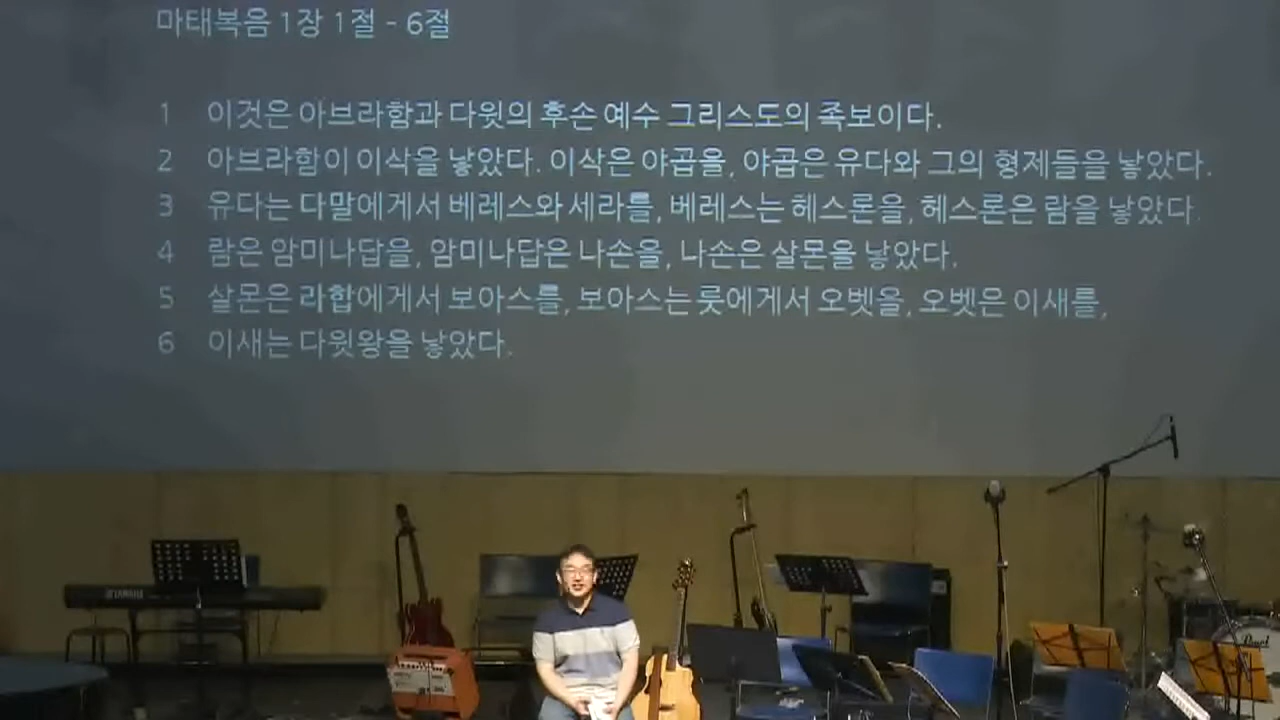 마태복음 1장 1절 - 6절
1 이것은 아브라함과 다윗의 후손 예수 그리스도의 족보이다.
2 아브라함이 이삭을 낳았다. 이삭은 야곱을, 야곱은 유다와 그의 형제들을 낳았다.
3 유다는 다말에게서 베레스와 세라를, 베레스는 헤스론을, 헤스론은 람을 낳았다.
4 람은 암미나답을, 암미나답은 나손을, 나손은 살몬을 낳았다.
5 살몬은 라합에게서 보아스를, 보아스는 룻에게서 오벳을, 오벳은 이새를,
6 이새는 다윗왕을 낳았다.
YAMAHA
Pearl